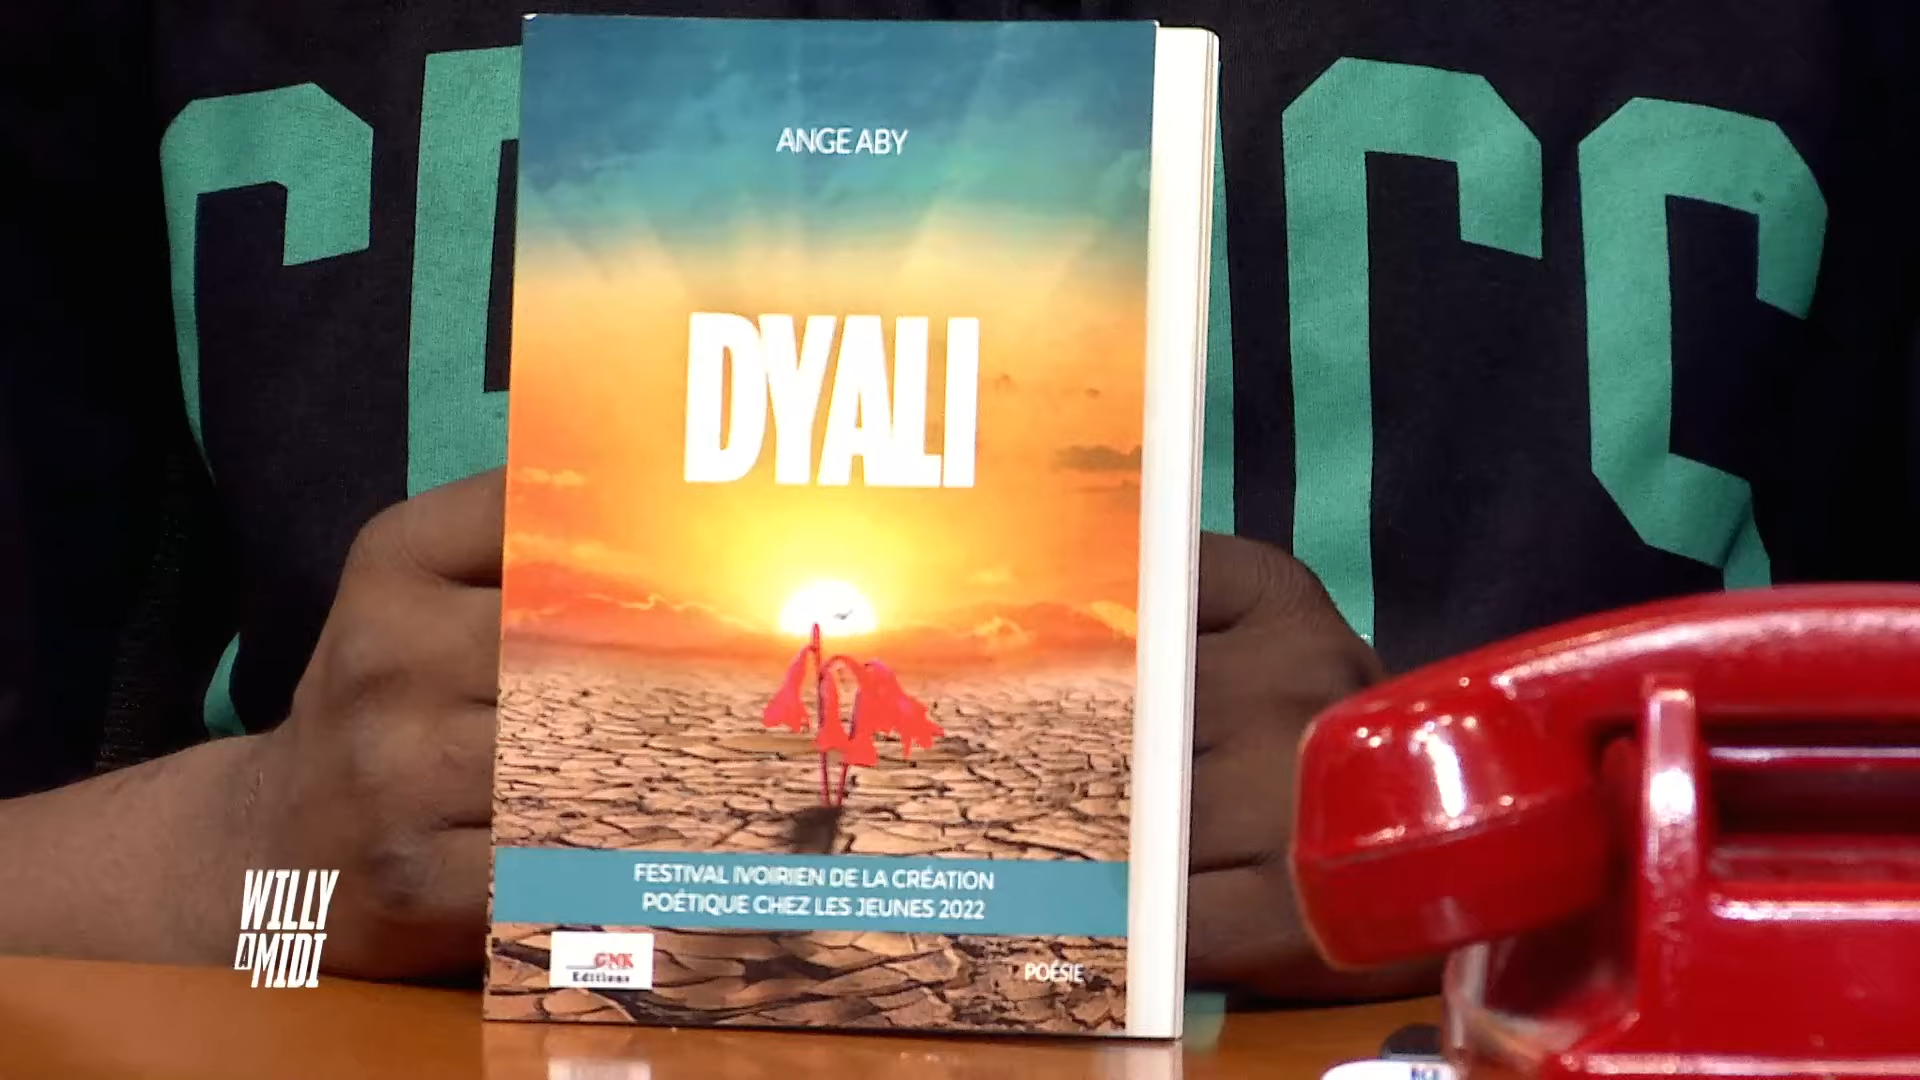 ANGE ABY
DYALI
FESTIVAL IVOIRIEN DE LA CRÉATION
POÉTIQUE CHEZ LES JEUNES 2022
GNK
Editions
POÉSIE
WILLY
A MIDI